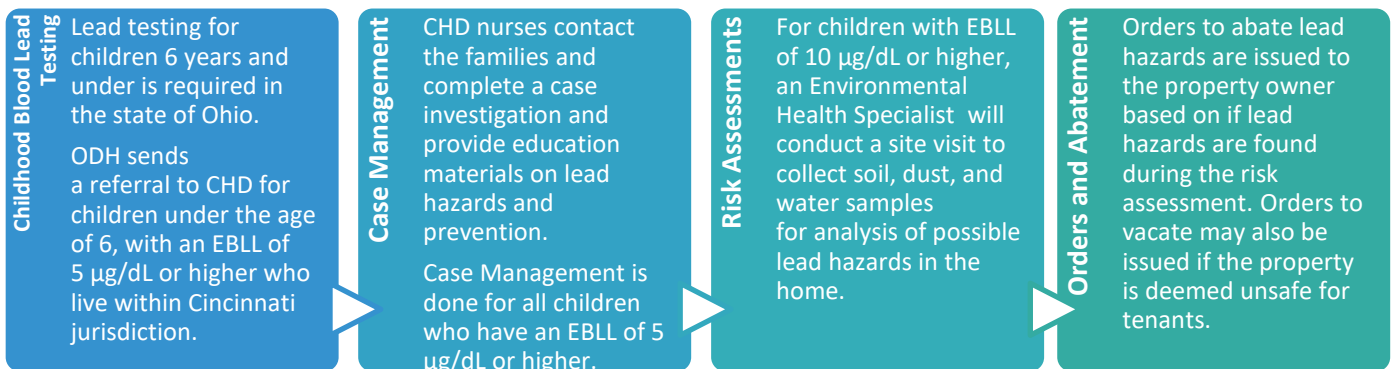 Childhood Blood Lead
Testing
Lead testing for
children 6 years and
under is required in
the state of Ohio.
ODH sends
a referral to CHD for
children under the age
of 6, with an EBLL of
5 µg/dL or higher who
live within Cincinnati
jurisdiction.
Case Management
CHD nurses contact
the families and
complete a case
investigation and
provide education
materials on lead
hazards and
prevention.
Case Management is
done for all children
who have an EBLL of 5
µg/dL or higher.
Risk Assessments
For children with EBLL
of 10 µg/dL or higher,
an Environmental
Health Specialist will
conduct a site visit to
collect soil, dust, and
water samples
for analysis of possible
lead hazards in the
home.
Orders and Abatement
Orders to abate lead
hazards are issued to
the property owner
based on if lead
hazards are found
during the risk
assessment. Orders to
vacate may also be
issued if the property
is deemed unsafe for
tenants.